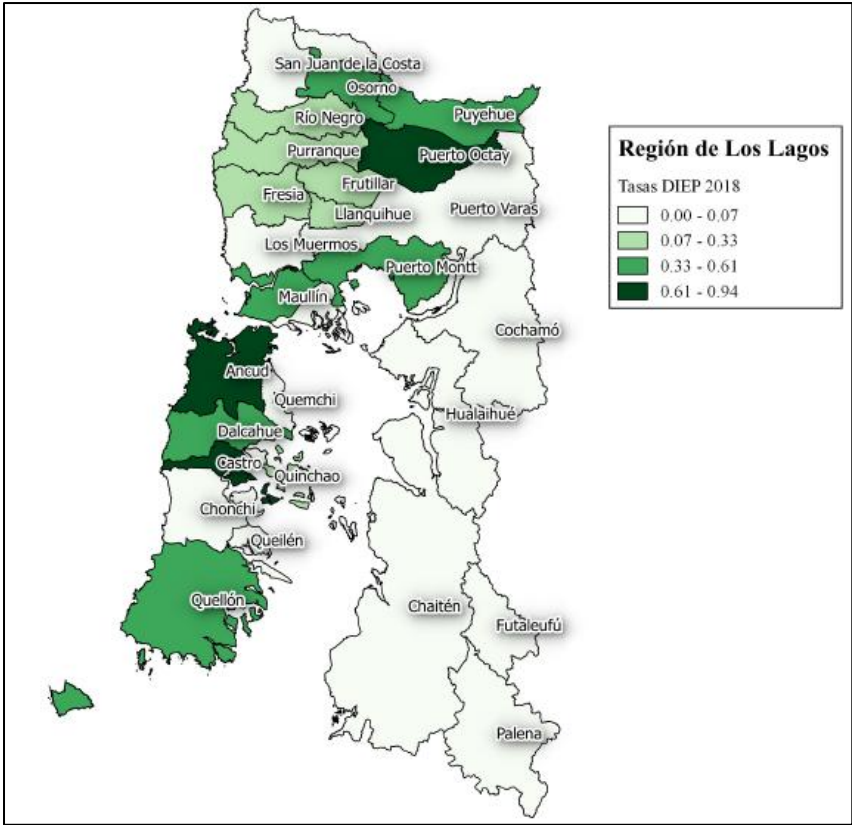 San Juan de la Costa
Osorno
Puyehue
Río Negro
Purranque
Puerto Octay
Frutillar
Fresia
Llanquihue
Puerto Varas
Los Muermos
Puerto Montt
Maullín
Cochamó
Ancud
Quemchi
Hualaihué
Dalcahue
Castro
Quinchao
Chonchi
Queilén
Quellón
Chaitén
Futaleufú
Palena
Región de Los Lagos
Tasas DIEP 2018
0.00 - 0.07
0.07 - 0.33
0.33 - 0.61
0.61 - 0.94